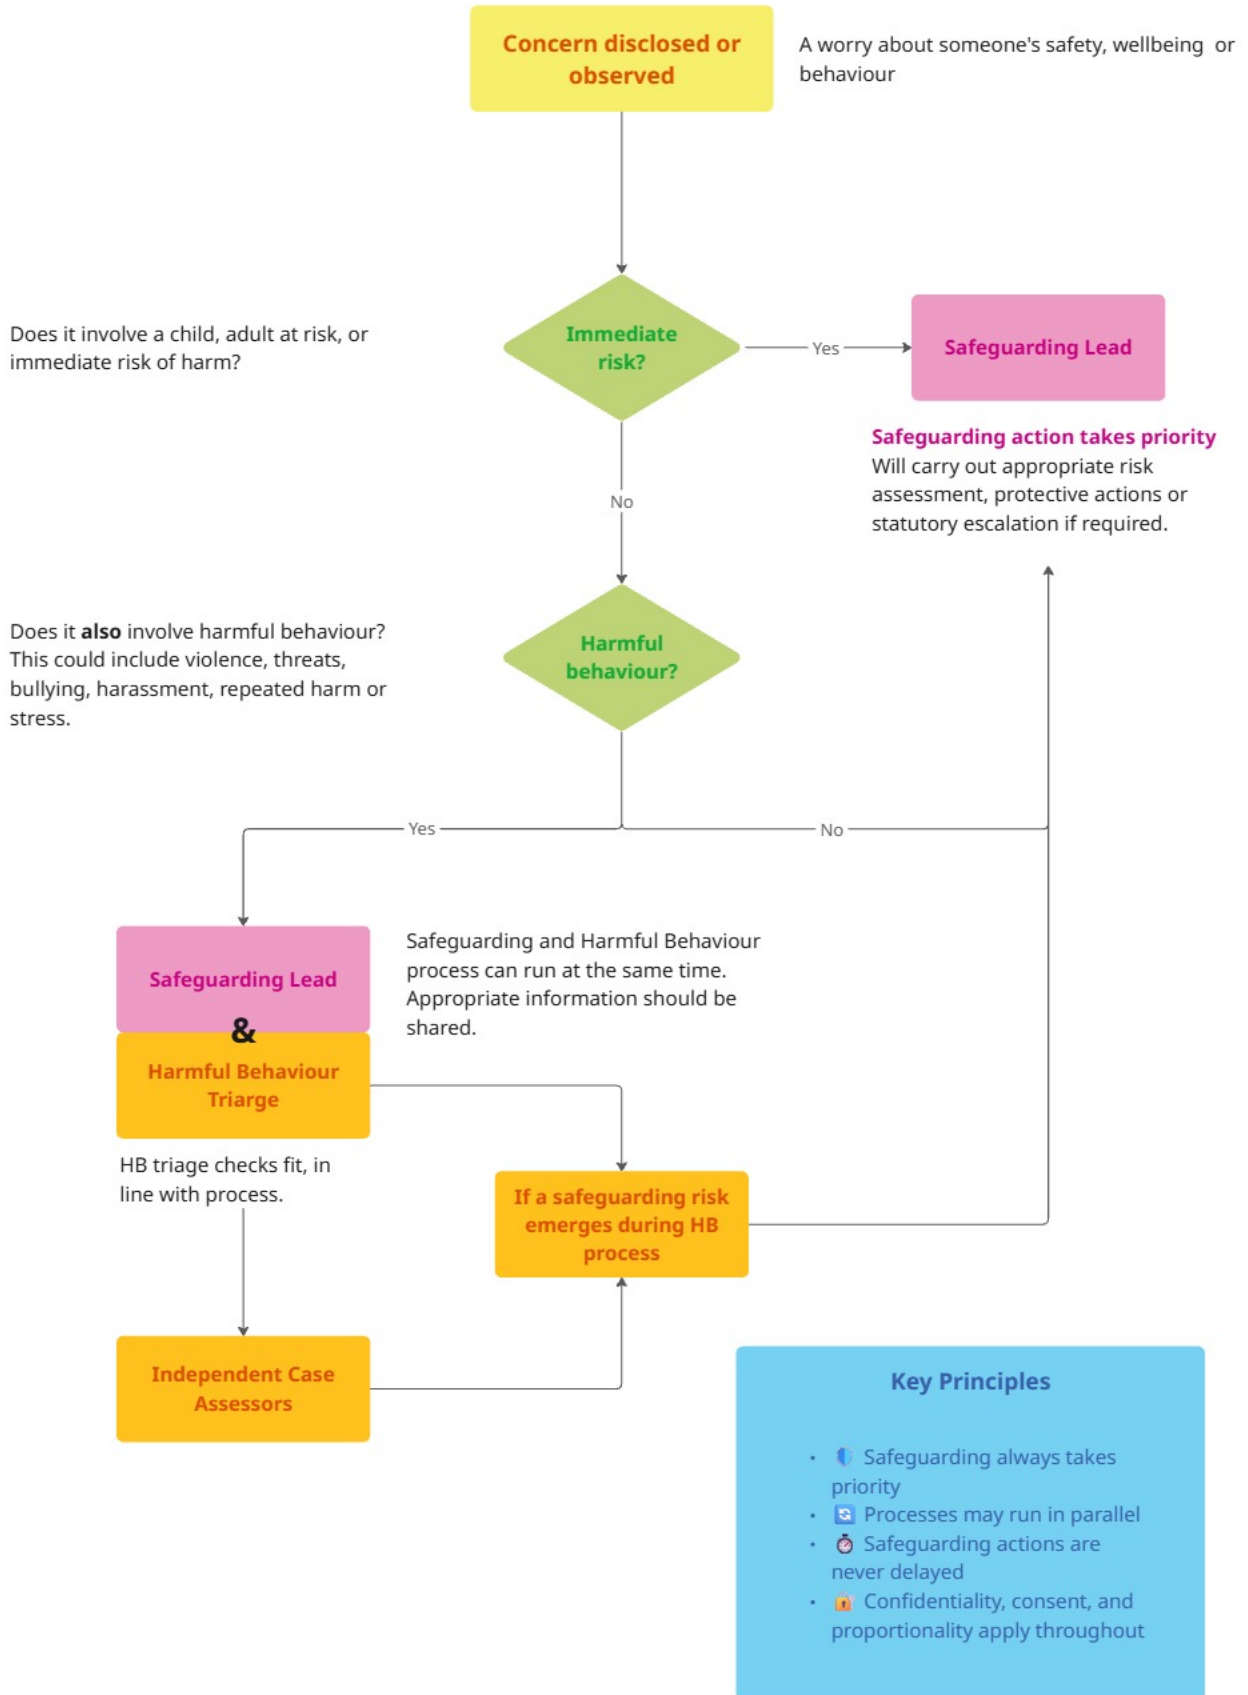 Concern disclosed or
observed
A worry about someone's safety, wellbeing or
behaviour
Does it involve a child, adult at risk, or
immediate risk of harm?
Immediate
risk?
Yes
Safeguarding Lead
Safeguarding action takes priority
Will carry out appropriate risk
assessment, protective actions or
statutory escalation if required.
No
Does it also involve harmful behaviour?
This could include violence, threats,
bullying, harassment, repeated harm or
stress.
Harmful
behaviour?
Yes
No
Safeguarding Lead
&
Harmful Behaviour
Triarge
Safeguarding and Harmful Behaviour
process can run at the same time.
Appropriate information should be
shared.
HB triage checks fit, in
line with process.
If a safeguarding risk
emerges during HB
process
Independent Case
Assessors
Key Principles
• Safeguarding always takes
priority
• Processes may run in parallel
• Safeguarding actions are
never delayed
• Confidentiality, consent, and
proportionality apply throughout